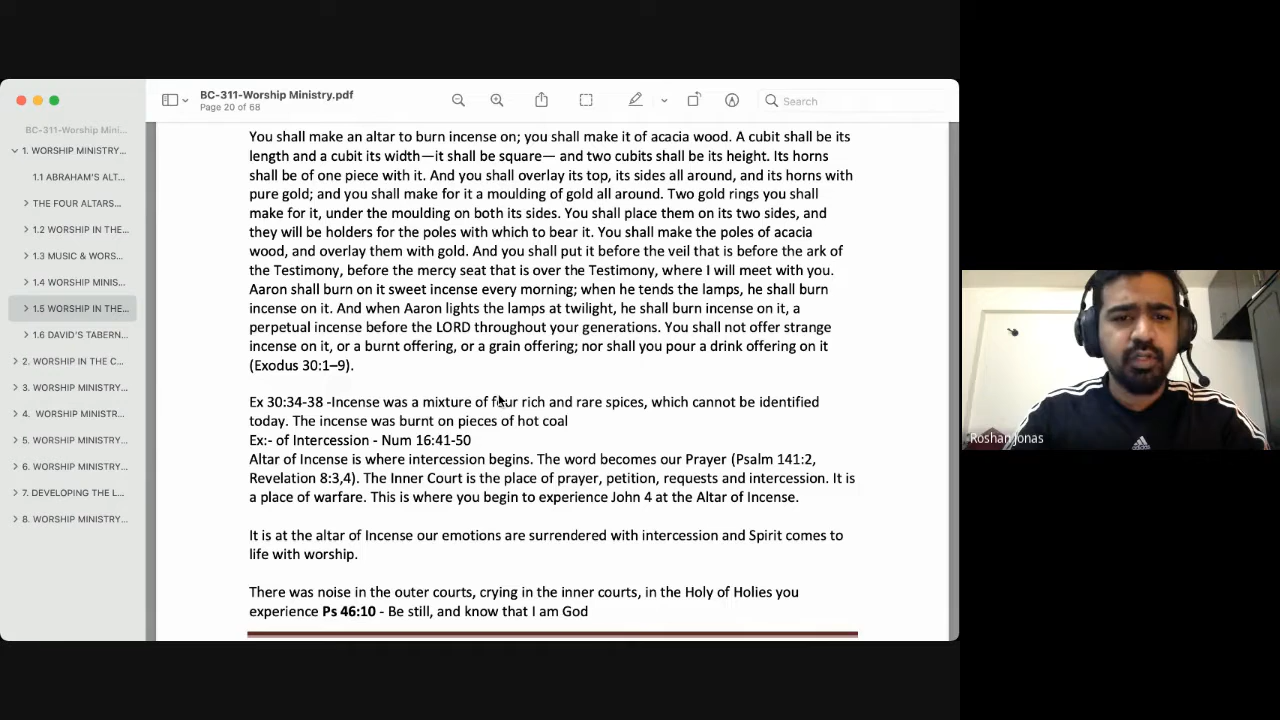 BC-311-Worship Ministry.pdf
Page 20 of 68
Search
BC-311-Worship Mini...
1. WORSHIP MINISTRY...
1.1 ABRAHAM'S ALT...
THE FOUR ALTARS...
1.2 WORSHIP IN THE...
1.3 MUSIC & WORS...
1.4 WORSHIP MINIS...
1.5 WORSHIP IN THE...
1.6 DAVID'S TABERN...
2. WORSHIP IN THE C...
3. WORSHIP MINISTRY...
4. WORSHIP MINISTR...
5. WORSHIP MINISTRY...
6. WORSHIP MINISTRY...
7. DEVELOPING THE L...
8. WORSHIP MINISTRY...
You shall make an altar to burn incense on; you shall make it of acacia wood. A cubit shall be its
length and a cubit its width—it shall be square— and two cubits shall be its height. Its horns
shall be of one piece with it. And you shall overlay its top, its sides all around, and its horns with
pure gold; and you shall make for it a moulding of gold all around. Two gold rings you shall
make for it, under the moulding on both its sides. You shall place them on its two sides, and
they will be holders for the poles with which to bear it. You shall make the poles of acacia
wood, and overlay them with gold. And you shall put it before the veil that is before the ark of
the Testimony, before the mercy seat that is over the Testimony, where I will meet with you.
Aaron shall burn on it sweet incense every morning; when he tends the lamps, he shall burn
incense on it. And when Aaron lights the lamps at twilight, he shall burn incense on it, a
perpetual incense before the LORD throughout your generations. You shall not offer strange
incense on it, or a burnt offering, or a grain offering; nor shall you pour a drink offering on it
(Exodus 30:1–9).
Ex 30:34-38 -Incense was a mixture of four rich and rare spices, which cannot be identified
today. The incense was burnt on pieces of hot coal
Ex:- of Intercession - Num 16:41-50
Altar of Incense is where intercession begins. The word becomes our Prayer (Psalm 141:2,
Revelation 8:3,4). The Inner Court is the place of prayer, petition, requests and intercession. It is
a place of warfare. This is where you begin to experience John 4 at the Altar of Incense.
It is at the altar of Incense our emotions are surrendered with intercession and Spirit comes to
life with worship.
There was noise in the outer courts, crying in the inner courts, in the Holy of Holies you
experience Ps 46:10 - Be still, and know that I am God
Roshan Jonas